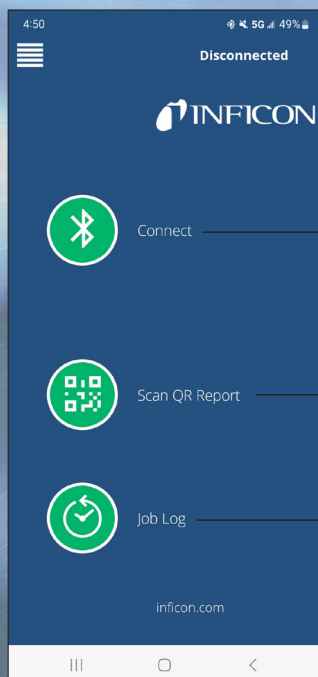 4:50 5G 49%
Disconnected
INFICON
Connect
Scan QR Report
Job Log
inficon.com